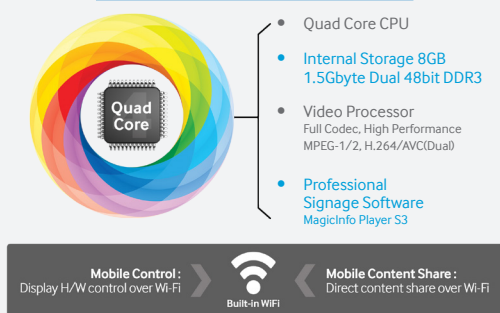 Quad
Core
Quad Core CPU
Internal Storage 8GB
1.5Gbyte Dual 48bit DDR3
Video Processor
Full Codec, High Performance
MPEG-1/2, H.264/AVC(Dual)
Professional
Signage Software
MagicInfo Player S3
Mobile Control :
Display H/W control over Wi-Fi
Built-in WiFi
Mobile Content Share :
Direct content share over Wi-Fi